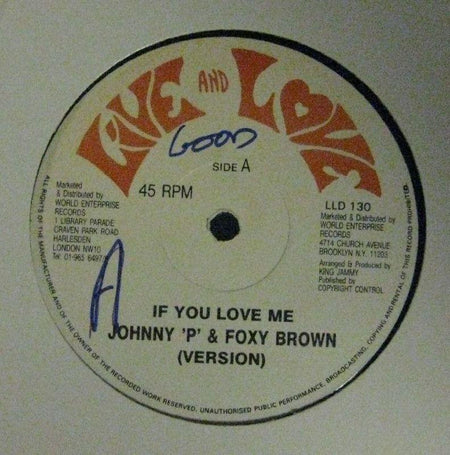 LIVE AND LOVE
GOOD
SIDE A
45 RPM
Marketed
& Distributed by
WORLD ENTERPRISE
RECORDS
1 LIBRARY PARADE
CRAVEN PARK ROAD
HARLESDEN
LONDON NW10
Tel: 01-965 6497/
LLD 130
Marketed
& Distributed by
WORLD ENTERPRISE
RECORDS
4714 CHURCH AVENUE
BROOKLYN N.Y. 11203
Arranged & Produced by
KING JAMMY
Published by
COPYRIGHT CONTROL
A
IF YOU LOVE ME
JOHNNY 'P' & FOXY BROWN
(VERSION)
ALL RIGHTS OF THE MANUFACTURER AND OF THE OWNER OF THE RECORDED WORK RESERVED. UNAUTHORISED PUBLIC PERFORMANCE, BROADCASTING, COPYING AND/RENTAL OF THIS RECORD PROHIBITED.